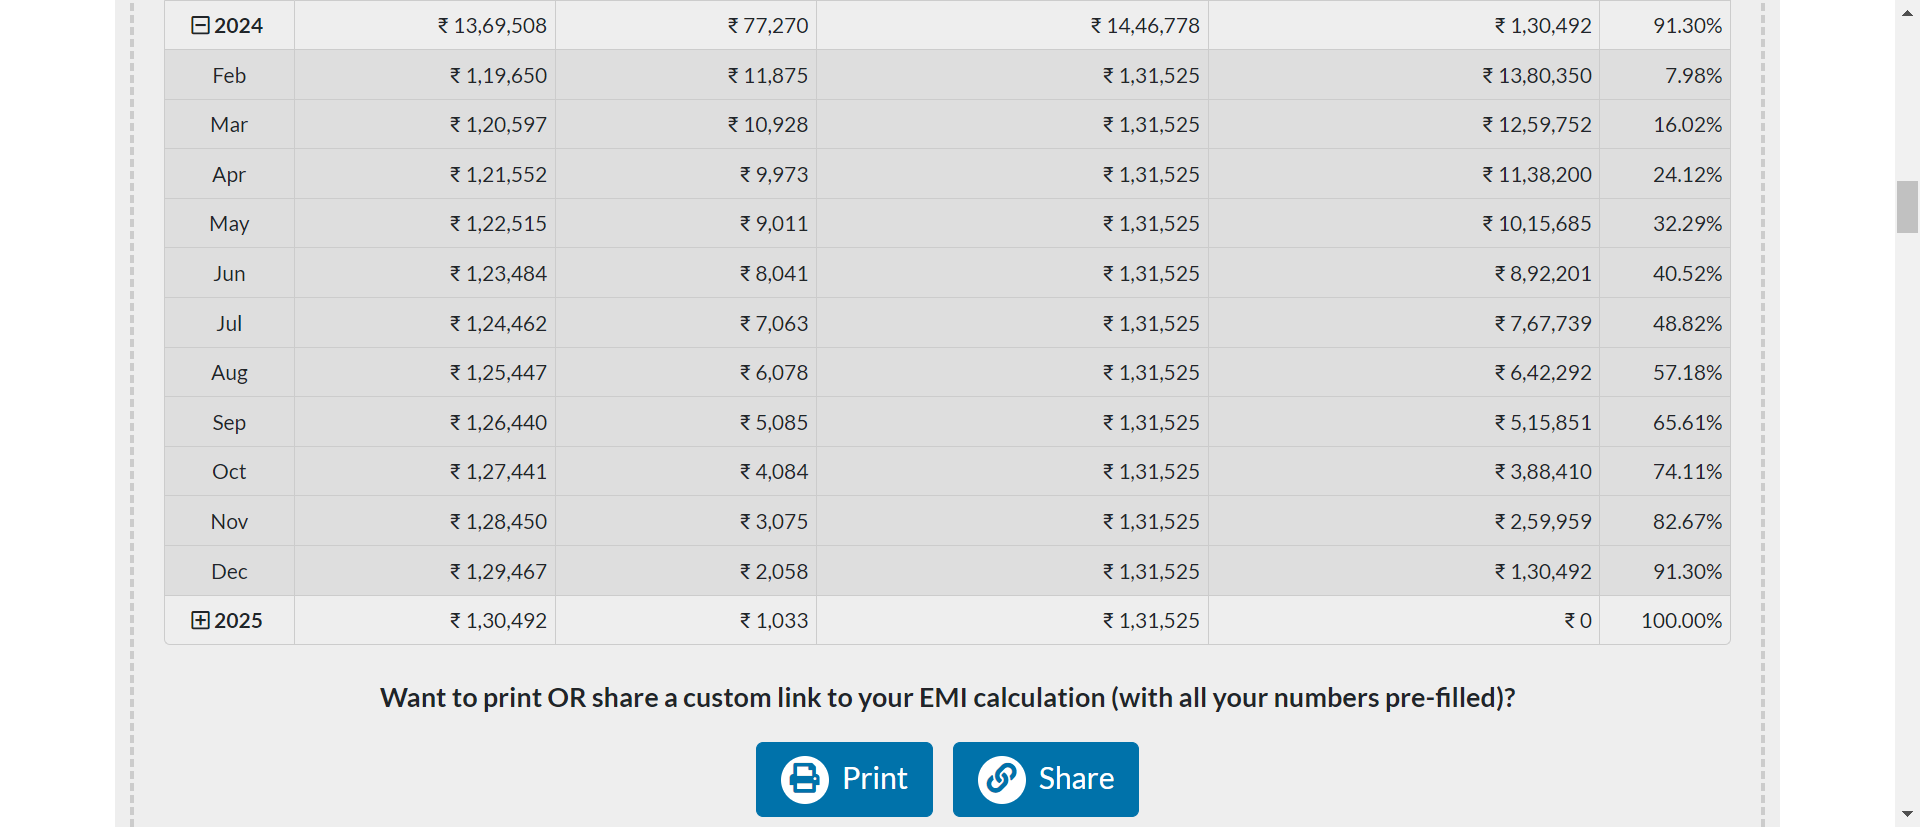 2024 ₹ 13,69,508 ₹ 77,270 ₹ 14,46,778 ₹ 1,30,492 91.30%
Feb ₹ 1,19,650 ₹ 11,875 ₹ 1,31,525 ₹ 13,80,350 7.98%
Mar ₹ 1,20,597 ₹ 10,928 ₹ 1,31,525 ₹ 12,59,752 16.02%
Apr ₹ 1,21,552 ₹ 9,973 ₹ 1,31,525 ₹ 11,38,200 24.12%
May ₹ 1,22,515 ₹ 9,011 ₹ 1,31,525 ₹ 10,15,685 32.29%
Jun ₹ 1,23,484 ₹ 8,041 ₹ 1,31,525 ₹ 8,92,201 40.52%
Jul ₹ 1,24,462 ₹ 7,063 ₹ 1,31,525 ₹ 7,67,739 48.82%
Aug ₹ 1,25,447 ₹ 6,078 ₹ 1,31,525 ₹ 6,42,292 57.18%
Sep ₹ 1,26,440 ₹ 5,085 ₹ 1,31,525 ₹ 5,15,851 65.61%
Oct ₹ 1,27,441 ₹ 4,084 ₹ 1,31,525 ₹ 3,88,410 74.11%
Nov ₹ 1,28,450 ₹ 3,075 ₹ 1,31,525 ₹ 2,59,959 82.67%
Dec ₹ 1,29,467 ₹ 2,058 ₹ 1,31,525 ₹ 1,30,492 91.30%
2025 ₹ 1,30,492 ₹ 1,033 ₹ 1,31,525 ₹ 0 100.00%
Want to print OR share a custom link to your EMI calculation (with all your numbers pre-filled)?
Print Share